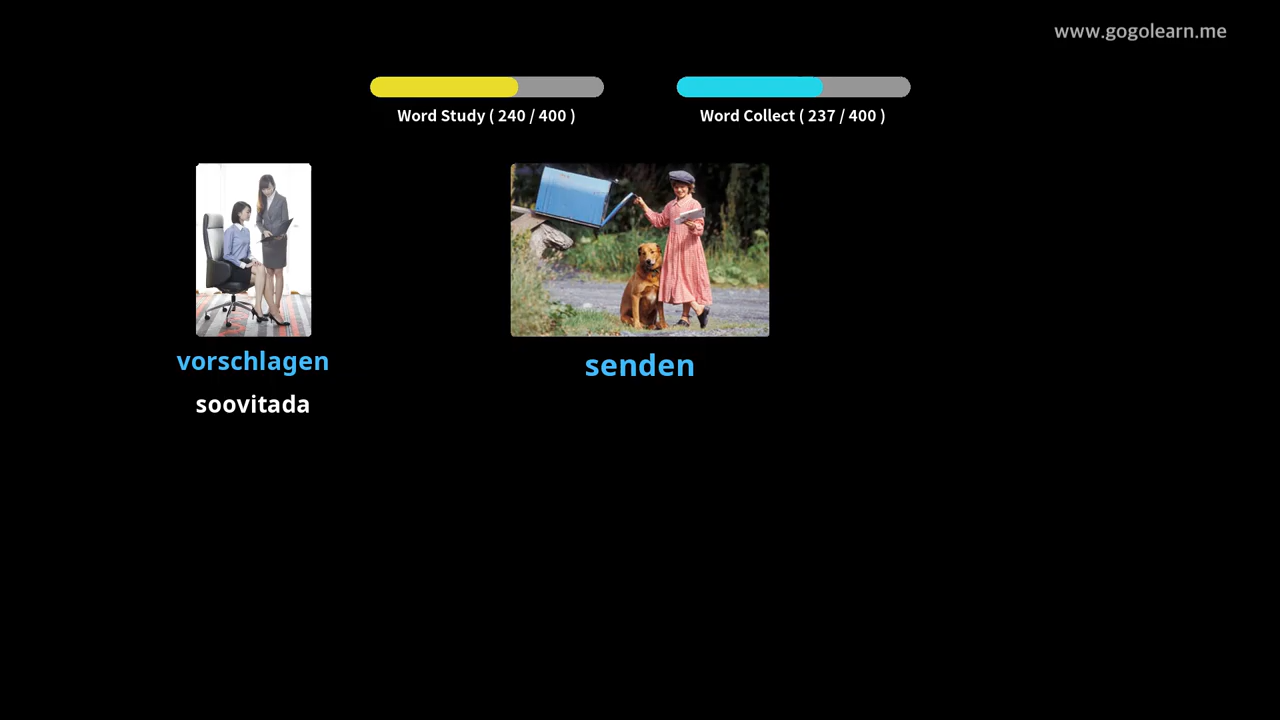 www.gogolearn.me
Word Study ( 240 / 400 )
Word Collect ( 237 / 400 )
vorschlagen
senden
soovitada